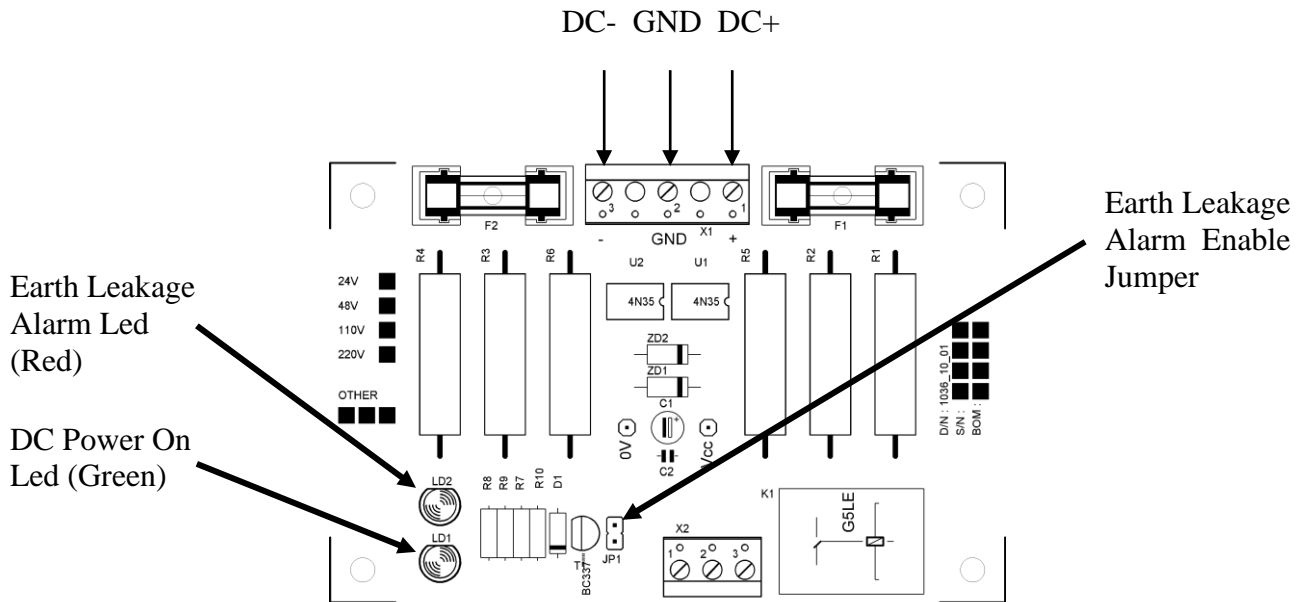 DC- GND DC+
Earth Leakage
Alarm Enable
Jumper
Earth Leakage
Alarm Led
(Red)
DC Power On
Led (Green)
F2
3
2
1
X1
F1
- GND +
R4
R3
R6
U2
U1
R5
R2
R1
4N35
4N35
24V
48V
110V
220V
OTHER
ZD2
ZD1
C1
+
0V
Vcc
C2
D/N : 1036_10_01
S/N :
BOM :
LD2
LD1
R8
R9
R7
R10
D1
BC337
JP1
X2
1 2 3
K1
G5LE